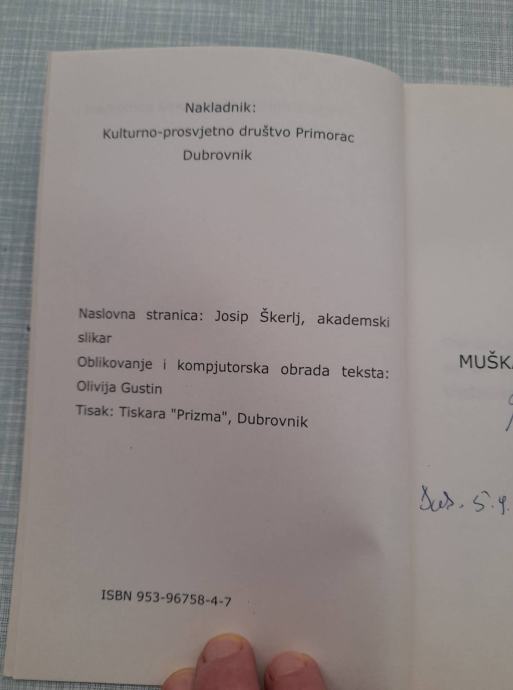 Nakladnik:
Kulturno-prosvjetno društvo Primorac
Dubrovnik
Naslovna stranica: Josip Škerlj, akademski
slikar
Oblikovanje i kompjutorska obrada teksta:
Olivija Gustin
Tisak: Tiskara "Prizma", Dubrovnik
ISBN 953-96758-4-7